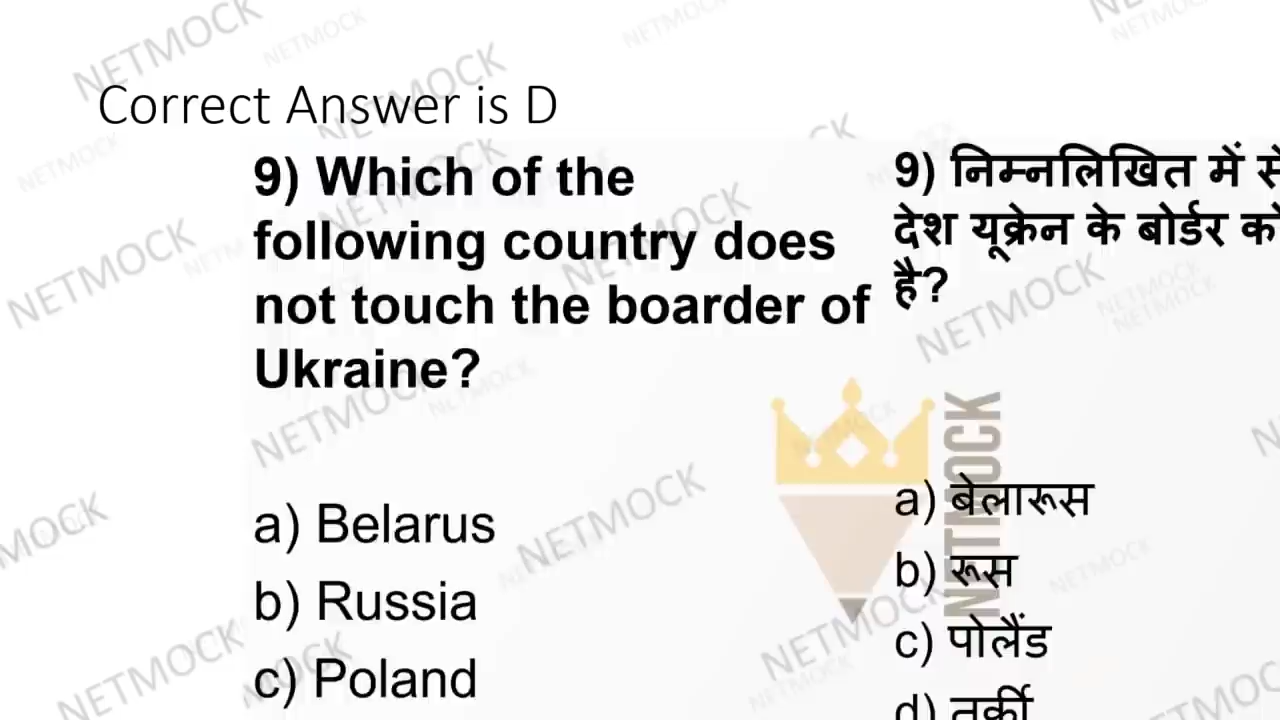 Correct Answer is D
9) Which of the
following country does
not touch the boarder of
Ukraine?
a) Belarus
b) Russia
c) Poland
9) निम्नलिखित में से
देश यूक्रेन के बोर्डर को
है?
a) बेलारूस
b) रूस
c) पोलैंड
d) तुर्की
NETMOCK